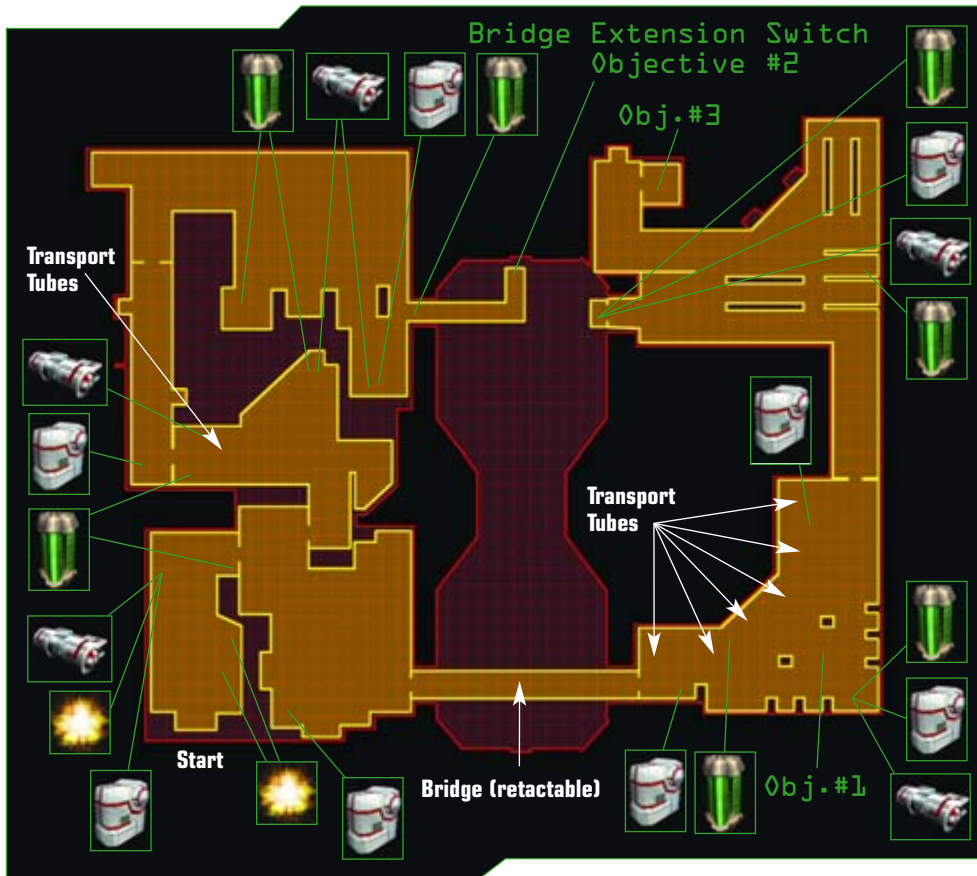 Bridge Extension Switch
Objective #2
Obj.#3
Transport
Tubes
Transport
Tubes
Start
Bridge (retactable)
Obj.#1